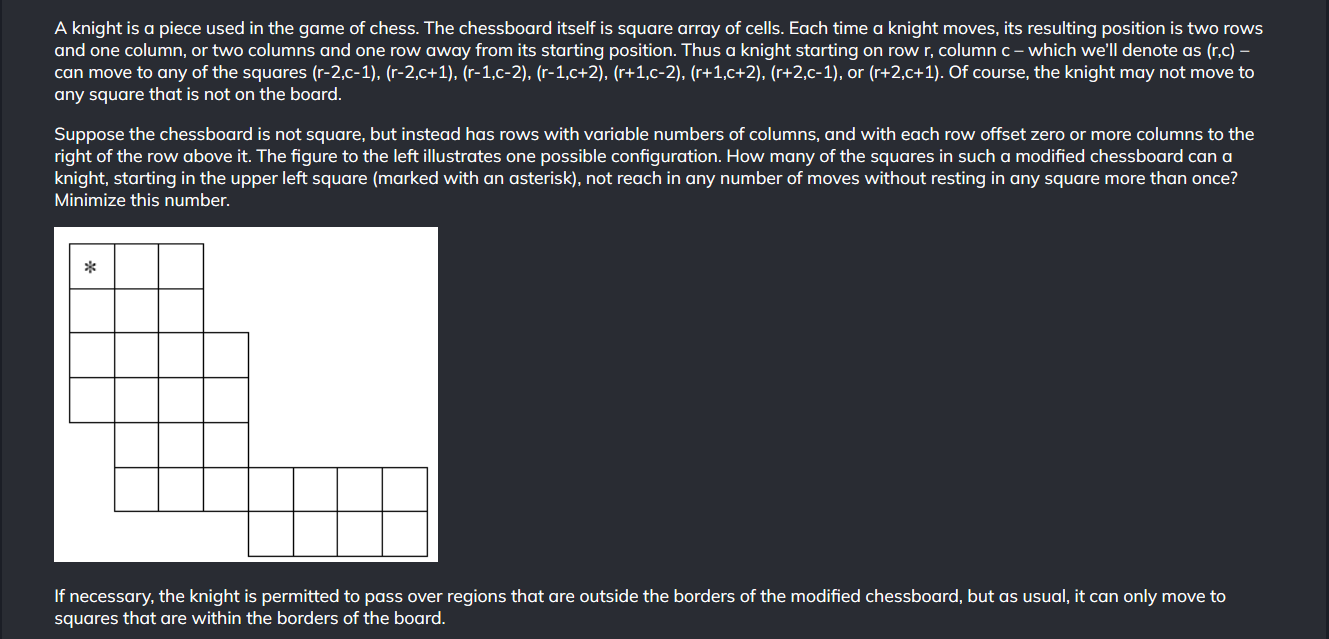 A knight is a piece used in the game of chess. The chessboard itself is square array of cells. Each time a knight moves, its resulting position is two rows
and one column, or two columns and one row away from its starting position. Thus a knight starting on row r, column c – which we'll denote as (r,c) –
can move to any of the squares (r-2,c-1), (r-2,c+1), (r-1,c-2), (r-1,c+2), (r+1,c-2), (r+1,c+2), (r+2,c-1), or (r+2,c+1). Of course, the knight may not move to
any square that is not on the board.
Suppose the chessboard is not square, but instead has rows with variable numbers of columns, and with each row offset zero or more columns to the
right of the row above it. The figure to the left illustrates one possible configuration. How many of the squares in such a modified chessboard can a
knight, starting in the upper left square (marked with an asterisk), not reach in any number of moves without resting in any square more than once?
Minimize this number.
*
If necessary, the knight is permitted to pass over regions that are outside the borders of the modified chessboard, but as usual, it can only move to
squares that are within the borders of the board.